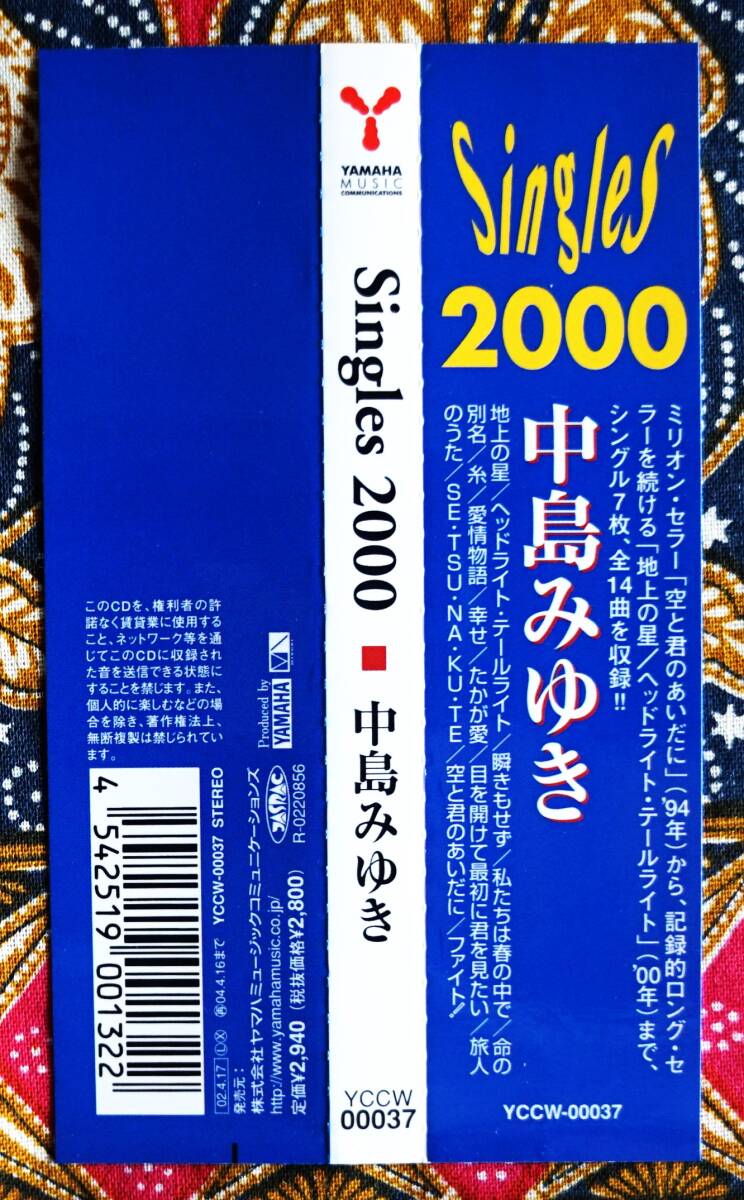 Singles
2000
中島みゆき
ミリオン・セラー「空と君のあいだに」（'94年）から、記録的ロング・セ
ラーを続ける「地上の星/ヘッドライト・テールライト」（'00年）まで、
シングル7枚、全14曲を収録!!
地上の星/ヘッドライト・テールライト/瞬きもせず/私たちは春の中で/命の
別名/糸/愛情物語/幸せ/たかが愛/目を開けて最初に君を見たい/旅人
のうた/SE・TSU・NA・KU・TE/空と君のあいだに/ファイト!
YCCW-00037
YAMAHA
MUSIC
COMMUNICATIONS
Singles 2000 ■ 中島みゆき
YCCW
00037
このCDを、権利者の許
諾なく賃貸業に使用する
こと、ネットワーク等を通
じてこのCDに収録され
た音を送信できる状態に
することを禁じます。また、
個人的に楽しむなどの場
合を除き、著作権法上、
無断複製は禁じられてい
ます。
Produced by
YAMAHA
JASRAC
R-0220856
4 542519 001322
YCCW-00037 STEREO
02.4.17 Ⓛ Ⓧ ㊢04.4.16まで
発売元：
株式会社ヤマハミュージックコミュニケーションズ
http://www.yamahamusic.co.jp/
定価¥2,940（税抜価格¥2,800）